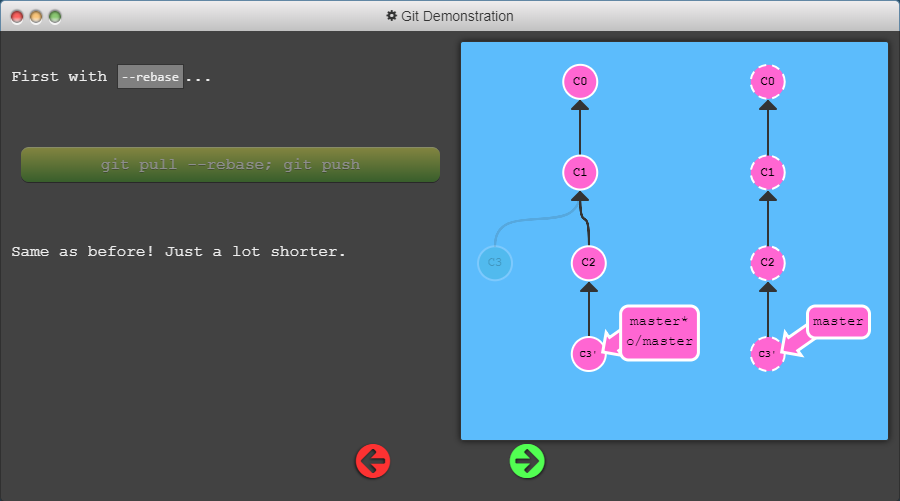 Git Demonstration
First with --rebase...
git pull --rebase; git push
Same as before! Just a lot shorter.
C0
C1
C3
C2
C3'
master*
o/master
C0
C1
C2
C3'
master